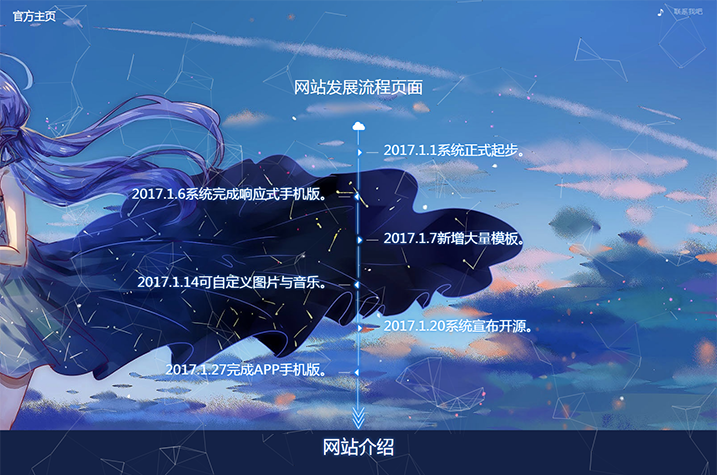 官方主页
♪ 联系我吧
网站发展流程页面
2017.1.1系统正式起步。
2017.1.6系统完成响应式手机版。
2017.1.7新增大量模板。
2017.1.14可自定义图片与音乐。
2017.1.20系统宣布开源。
2017.1.27完成APP手机版。
网站介绍